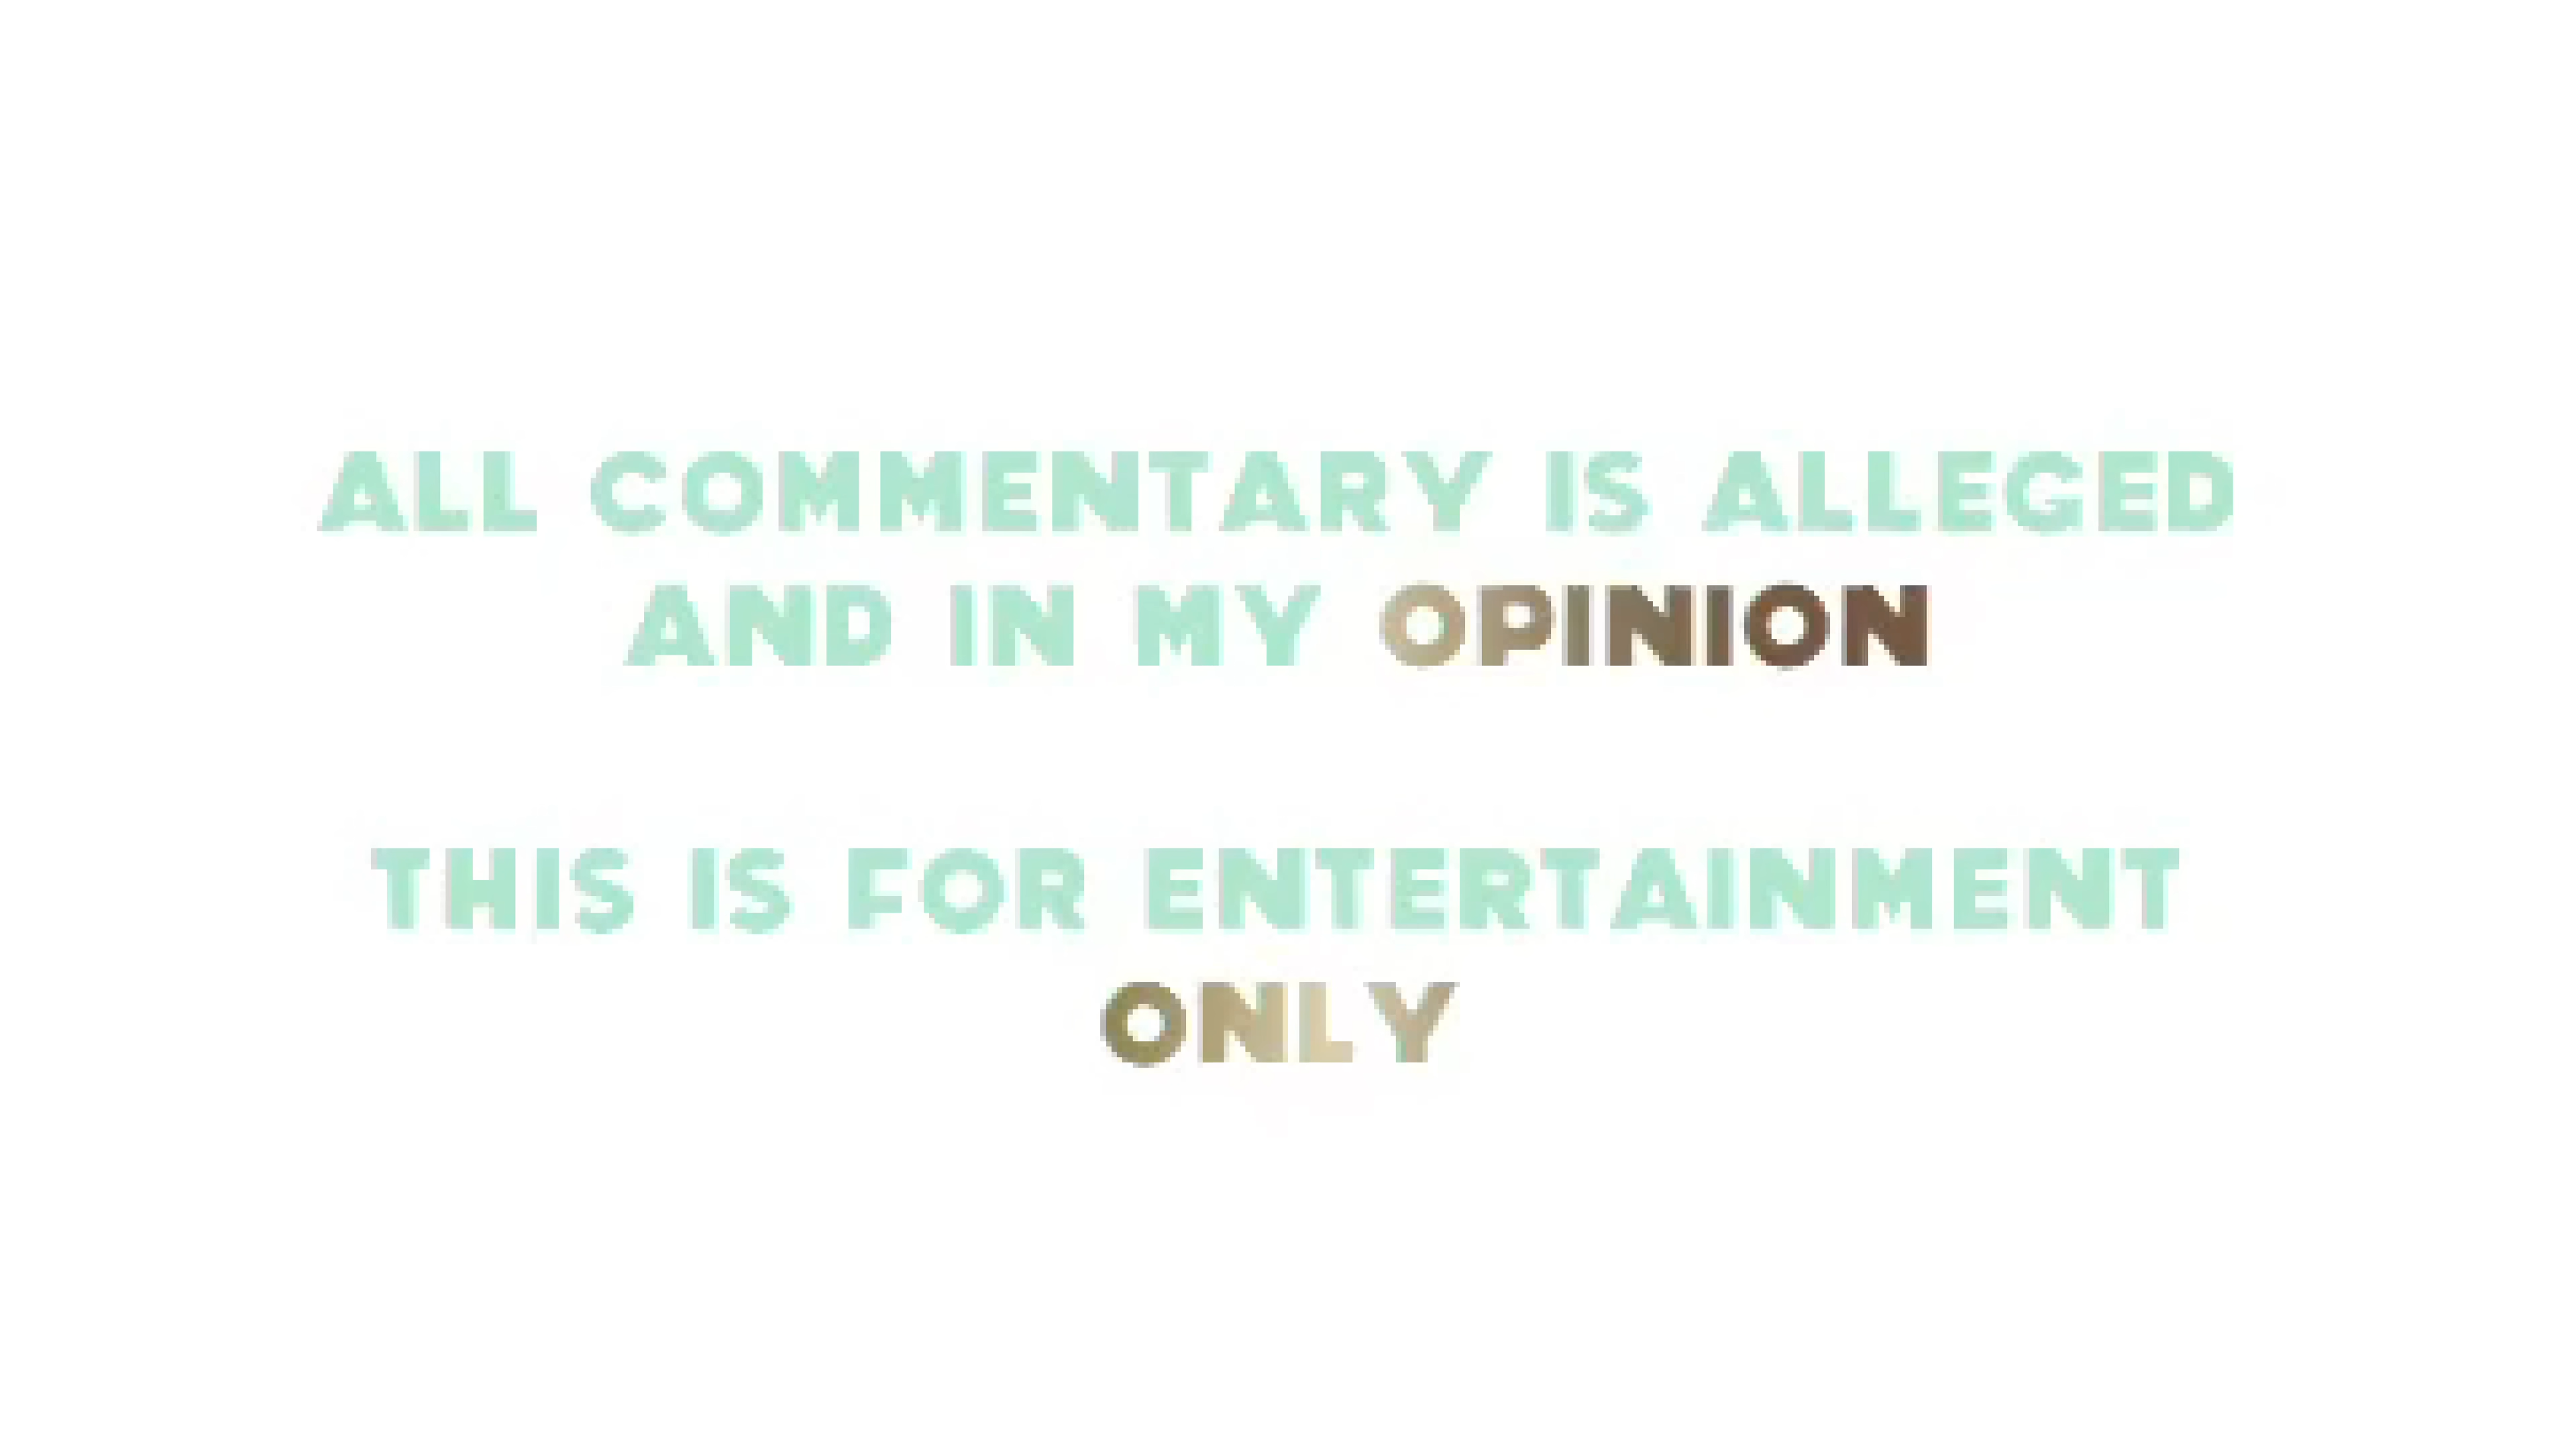 ALL COMMENTARY IS ALLEGED
AND IN MY OPINION
THIS IS FOR ENTERTAINMENT
ONLY